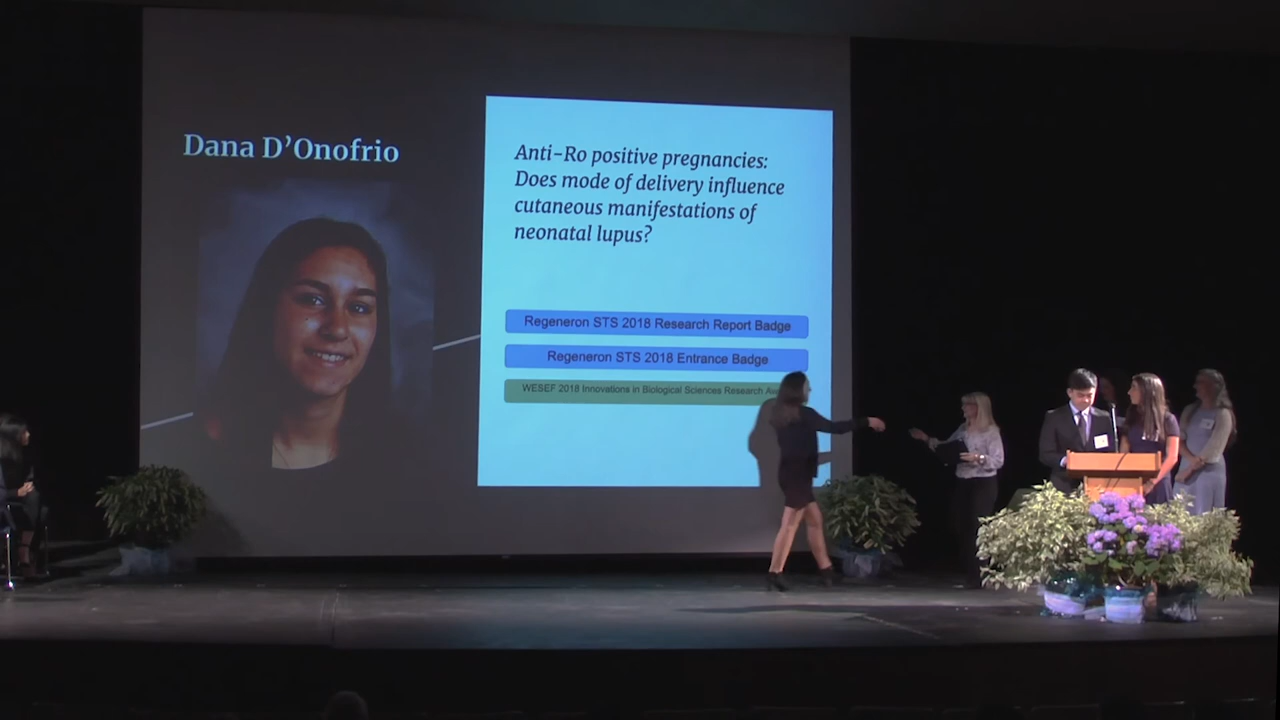 Dana D'Onofrio
Anti-Ro positive pregnancies:
Does mode of delivery influence
cutaneous manifestations of
neonatal lupus?
Regeneron STS 2018 Research Report Badge
Regeneron STS 2018 Entrance Badge
WESEF 2018 Innovations in Biological Sciences Research